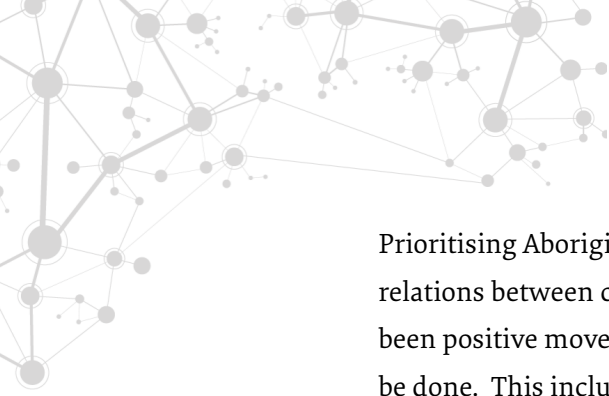 Prioritising Aborigi
relations between
been positive move
be done. This inclu